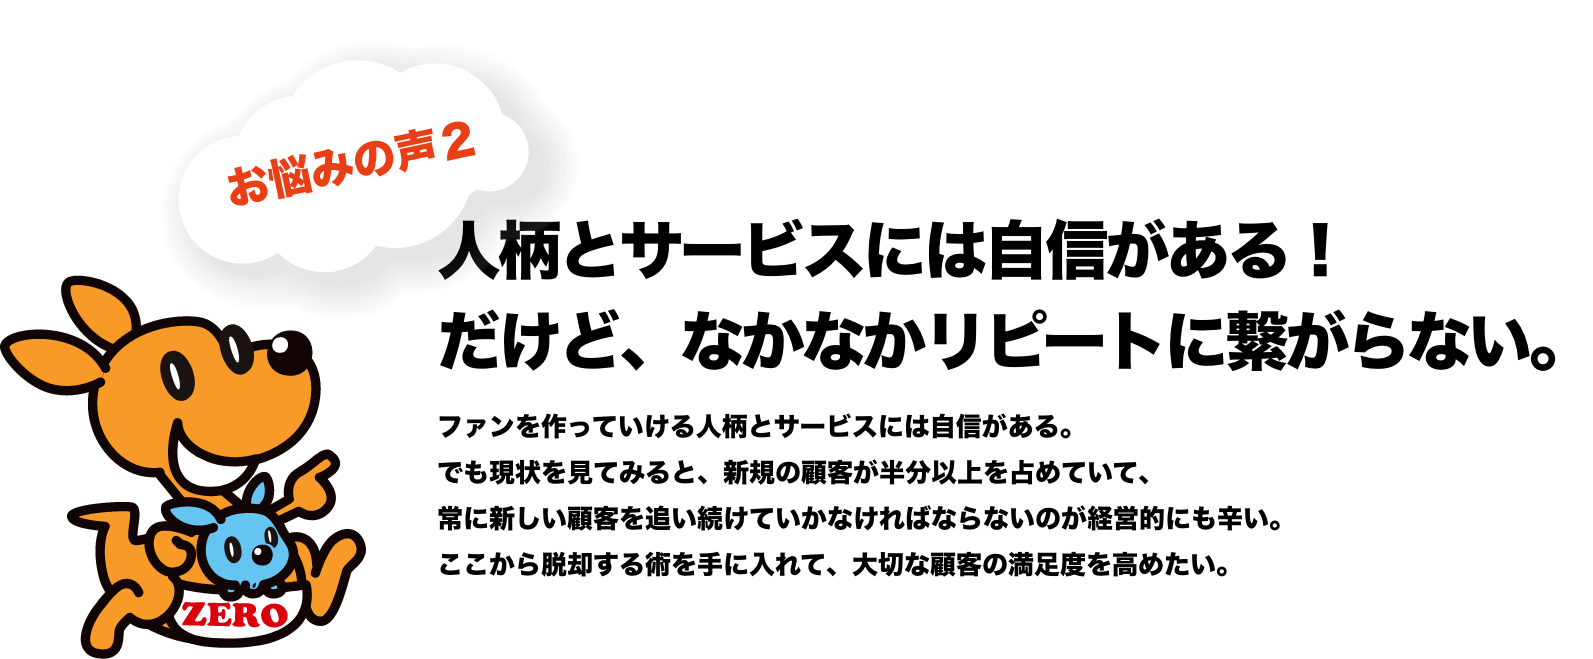 お悩みの声２
人柄とサービスには自信がある！
だけど、なかなかリピートに繋がらない。
ファンを作っていける人柄とサービスには自信がある。
でも現状を見てみると、新規の顧客が半分以上を占めていて、
常に新しい顧客を追い続けていかなければならないのが経営的にも辛い。
ここから脱却する術を手に入れて、大切な顧客の満足度を高めたい。
ZERO